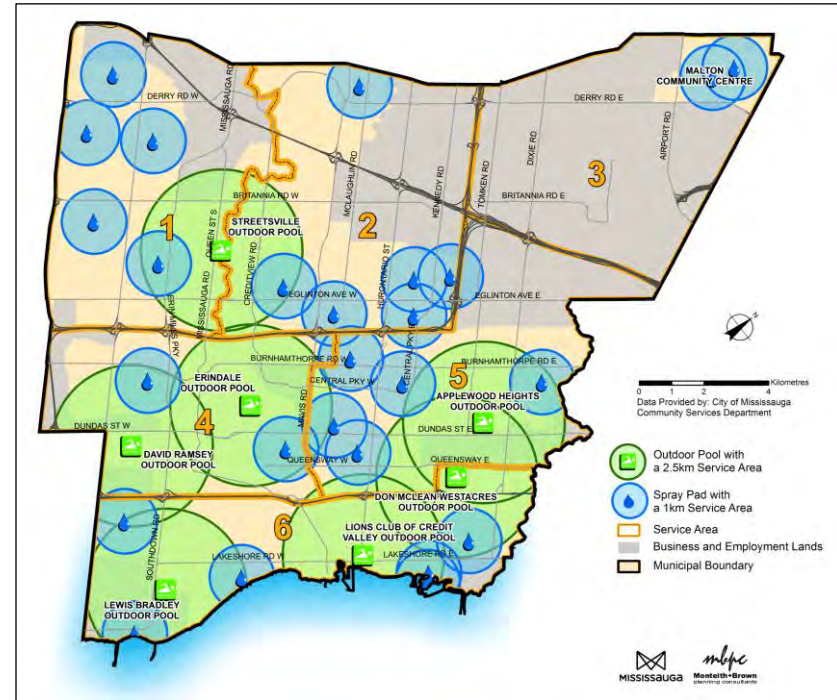 MALTON
COMMUNITY CENTRE
DERRY RD W
DERRY RD E
MISSISSAUGA RD
MCLAUGHLIN RD
KENNEDY RD
TOMKEN RD
DIXIE RD
AIRPORT RD
3
BRITANNIA RD W
BRITANNIA RD E
1
STREETSVILLE
OUTDOOR POOL
QUEEN ST S
2
CREDITVIEW RD
HURONTARIO ST
ERIN MILLS PKY
MISSISSAUGA RD
EGLINTON AVE W
EGLINTON AVE E
BURNHAMTHORPE RD W
BURNHAMTHORPE RD E
CENTRAL PKY W
5
ERINDALE
OUTDOOR POOL
MAVIS RD
APPLEWOOD HEIGHTS
OUTDOOR POOL
DUNDAS ST W
4
DUNDAS ST E
DAVID RAMSEY
OUTDOOR POOL
QUEENSWAY W
QUEENSWAY E
DON MCLEAN WESTACRES
OUTDOOR POOL
6
LIONS CLUB OF CREDIT
VALLEY OUTDOOR POOL
SOUTHDOWN RD
LAKESHORE RD W
LAKESHORE RD E
LEWIS BRADLEY
OUTDOOR POOL
0 1 2 4 Kilometres
Data Provided by: City of Mississauga
Community Services Department
Outdoor Pool with
a 2.5km Service Area
Spray Pad with
a 1km Service Area
Service Area
Business and Employment Lands
Municipal Boundary
MISSISSAUGA
mbpc
Monteith+Brown
planning consultants